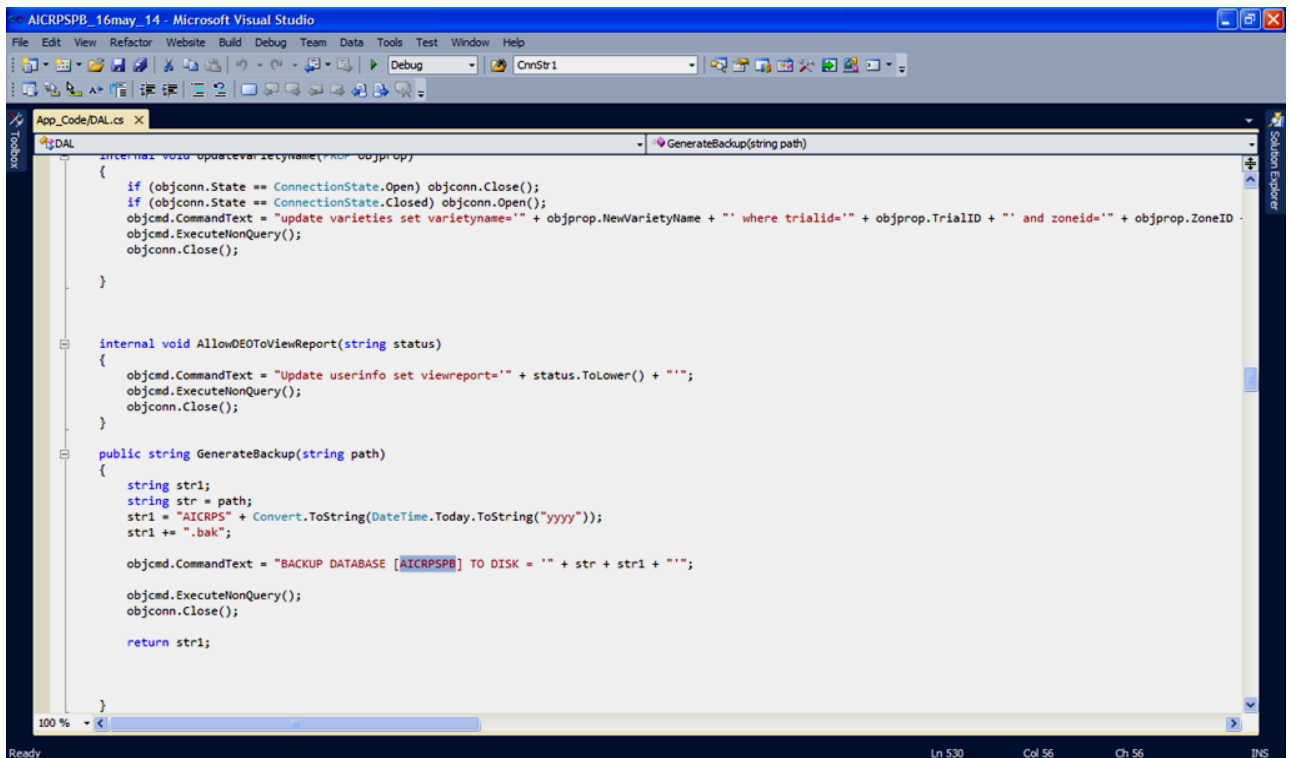 AICRPSPB_16may_14 - Microsoft Visual Studio
File Edit View Refactor Website Build Debug Team Data Tools Test Window Help
Debug CnnStr1
App_Code/DAL.cs
Toolbox
Solution Explorer
DAL GenerateBackup(string path)
internal void UpdateVarietyName(PROP objprop)
{
if (objconn.State == ConnectionState.Open) objconn.Close();
if (objconn.State == ConnectionState.Closed) objconn.Open();
objcmd.CommandText = "update varieties set varietyname='" + objprop.NewVarietyName + "' where trialid='" + objprop.TrialID + "' and zoneid='" + objprop.ZoneID
objcmd.ExecuteNonQuery();
objconn.Close();
}
internal void AllowDEOToViewReport(string status)
{
objcmd.CommandText = "Update userinfo set viewreport='" + status.ToLower() + "'";
objcmd.ExecuteNonQuery();
objconn.Close();
}
public string GenerateBackup(string path)
{
string str1;
string str = path;
str1 = "AICRPS" + Convert.ToString(DateTime.Today.ToString("yyyy"));
str1 += ".bak";
objcmd.CommandText = "BACKUP DATABASE [AICRPSPB] TO DISK = '" + str + str1 + "'";
objcmd.ExecuteNonQuery();
objconn.Close();
return str1;
}
100 %
Ready Ln 530 Col 56 Ch 56 INS